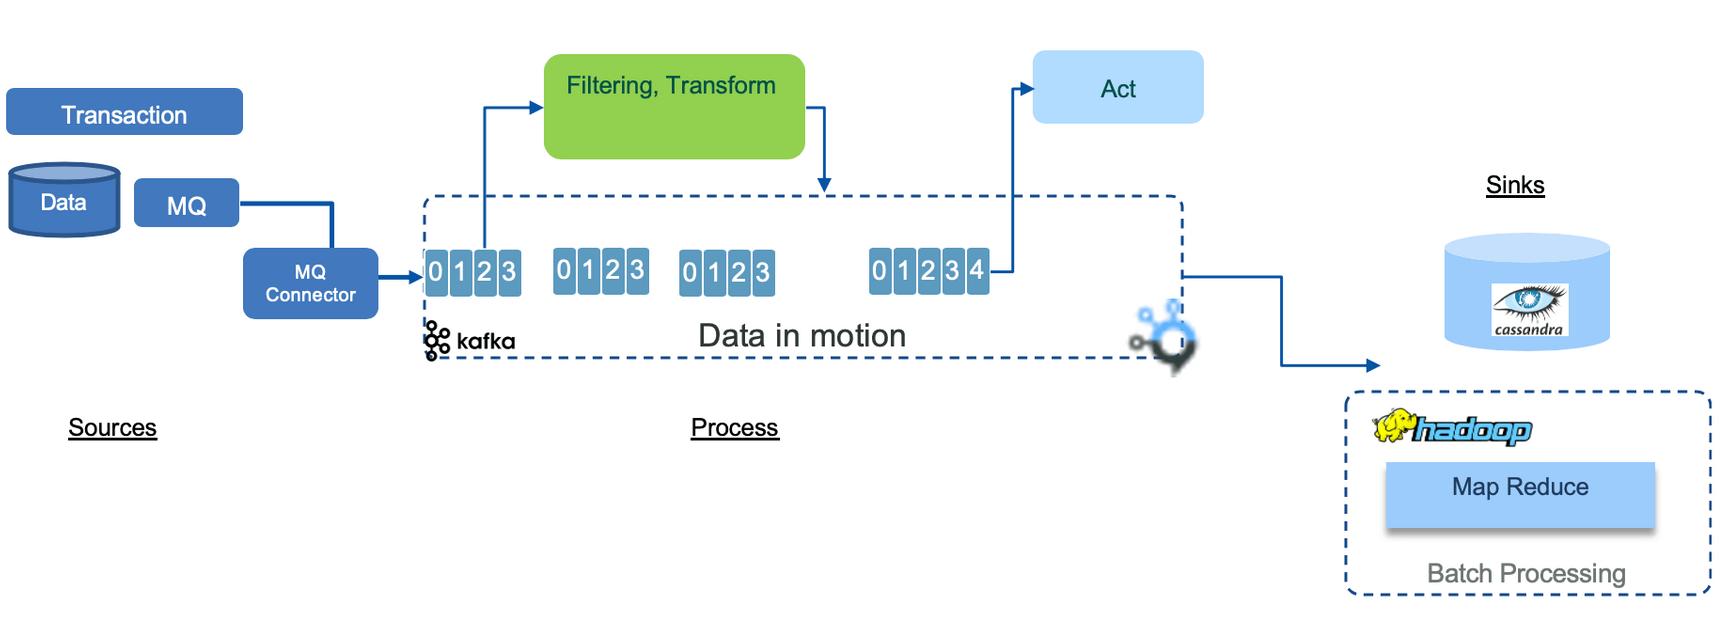 Transaction
Data
MQ
MQ
Connector
Sources
Filtering, Transform
Act
0 1 2 3
0 1 2 3
0 1 2 3
0 1 2 3 4
kafka
Data in motion
Process
Sinks
cassandra
hadoop
Map Reduce
Batch Processing